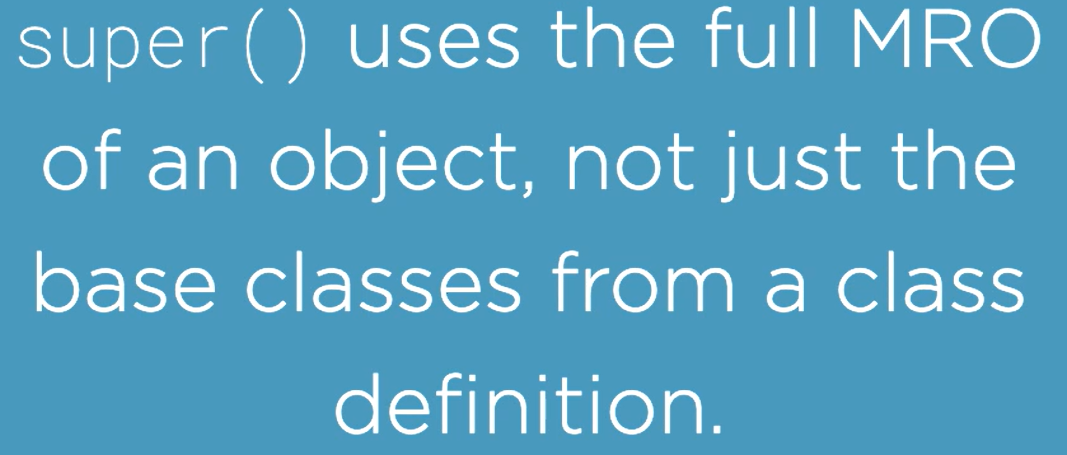 super() uses the full MRO
of an object, not just the
base classes from a class
definition.